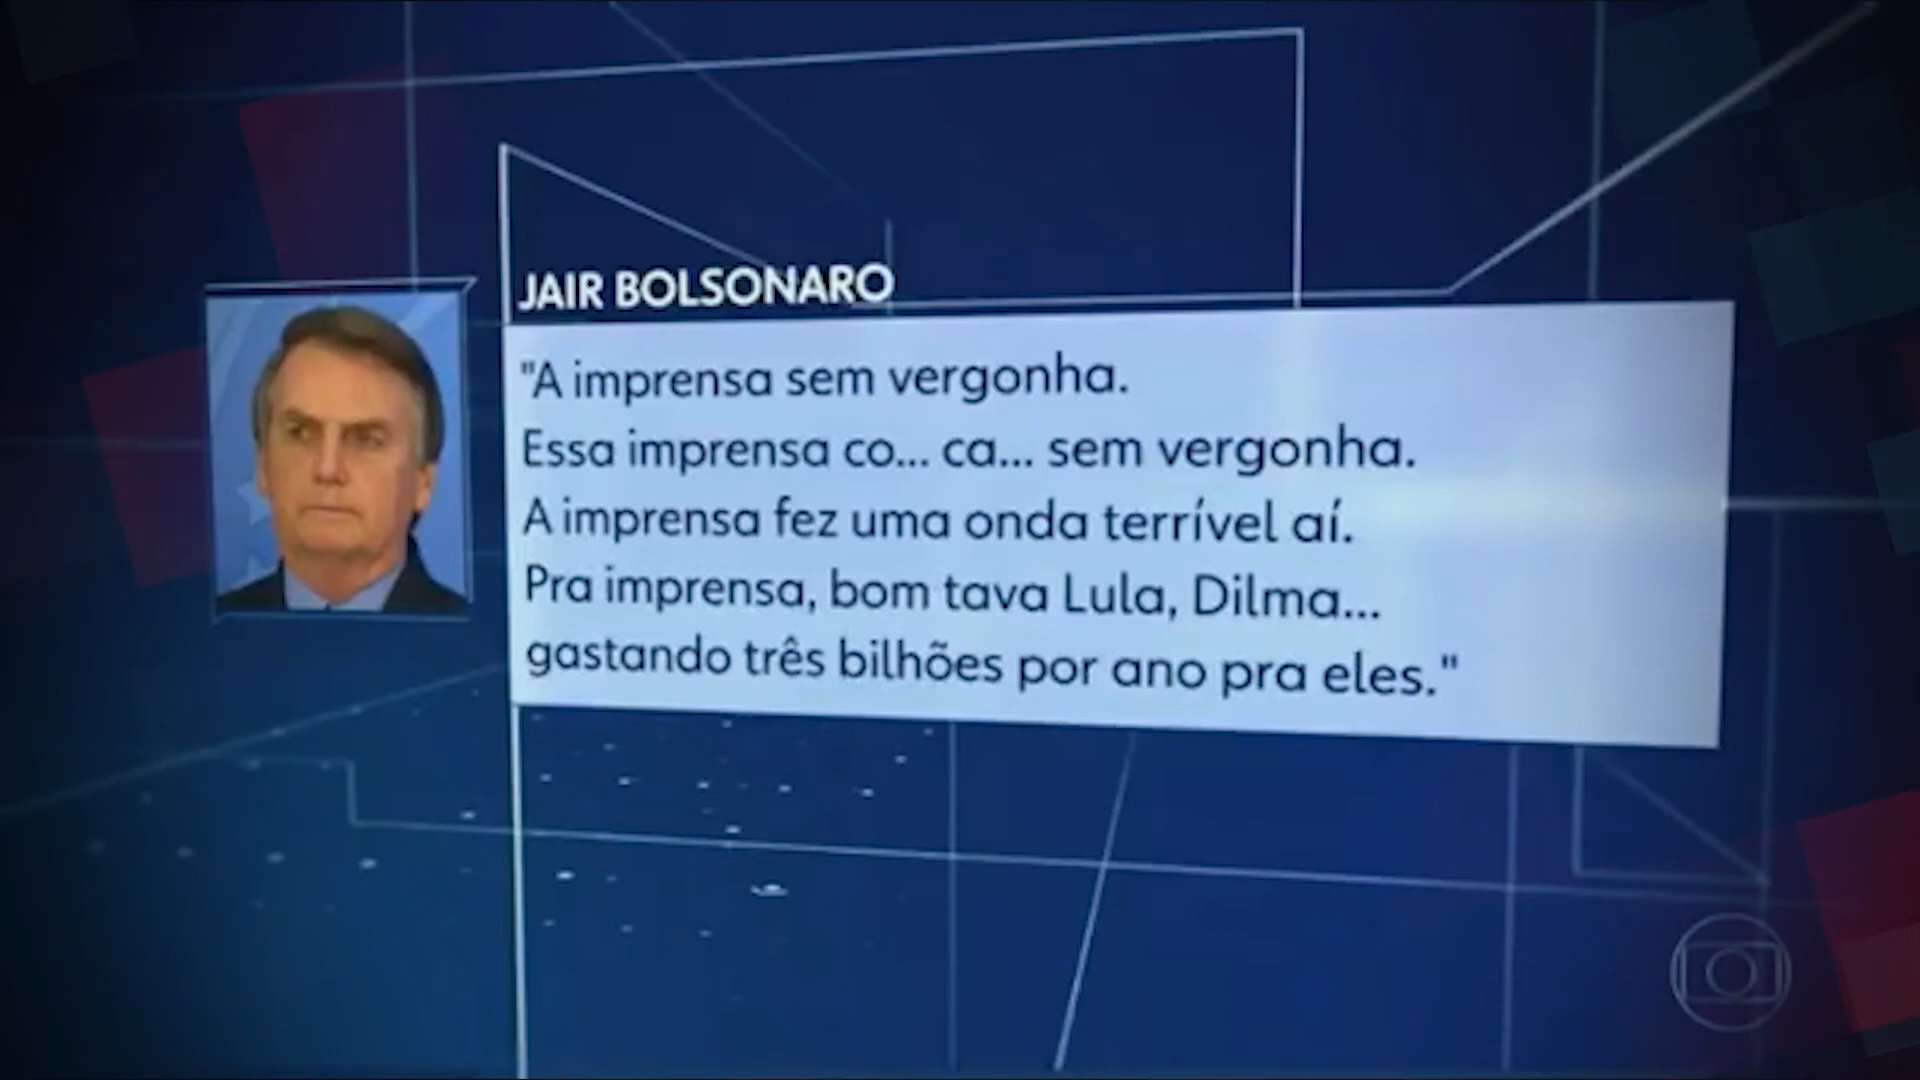 JAIR BOLSONARO
"A imprensa sem vergonha.
Essa imprensa co... ca... sem vergonha.
A imprensa fez uma onda terrível aí.
Pra imprensa, bom tava Lula, Dilma...
gastando três bilhões por ano pra eles."